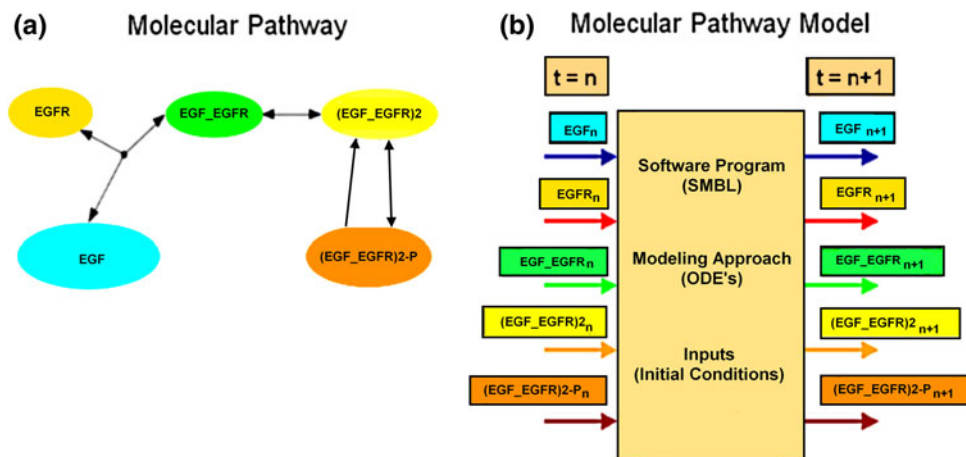 (a) Molecular Pathway
EGFR
EGF_EGFR
(EGF_EGFR)2
EGF
(EGF_EGFR)2-P
(b) Molecular Pathway Model
t = n
t = n+1
EGFn
EGF n+1
Software Program
(SMBL)
EGFRn
EGFR n+1
Modeling Approach
(ODE's)
EGF_EGFRn
EGF_EGFR n+1
(EGF_EGFR)2n
(EGF_EGFR)2 n+1
Inputs
(Initial Conditions)
(EGF_EGFR)2-Pn
(EGF_EGFR)2-Pn+1